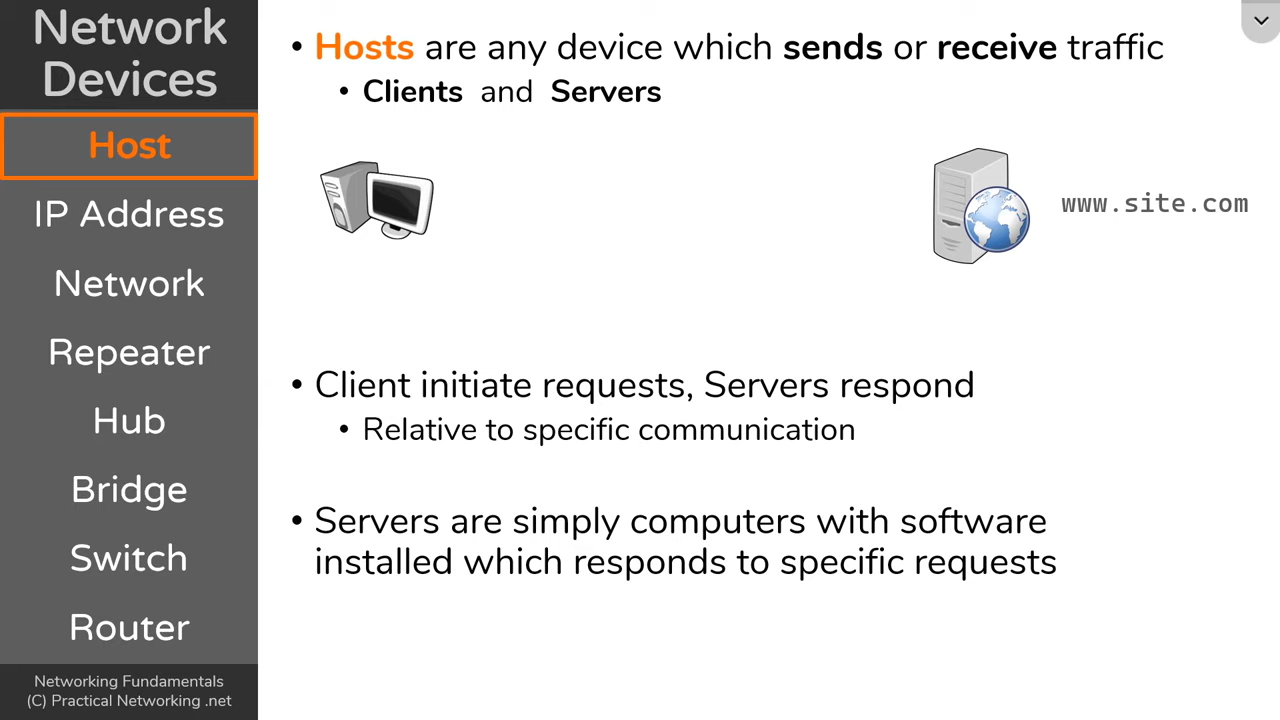 Network
Devices
Host
IP Address
Network
Repeater
Hub
Bridge
Switch
Router
Networking Fundamentals
(C) Practical Networking .net
• Hosts are any device which sends or receive traffic
• Clients and Servers
www.site.com
• Client initiate requests, Servers respond
• Relative to specific communication
• Servers are simply computers with software
installed which responds to specific requests